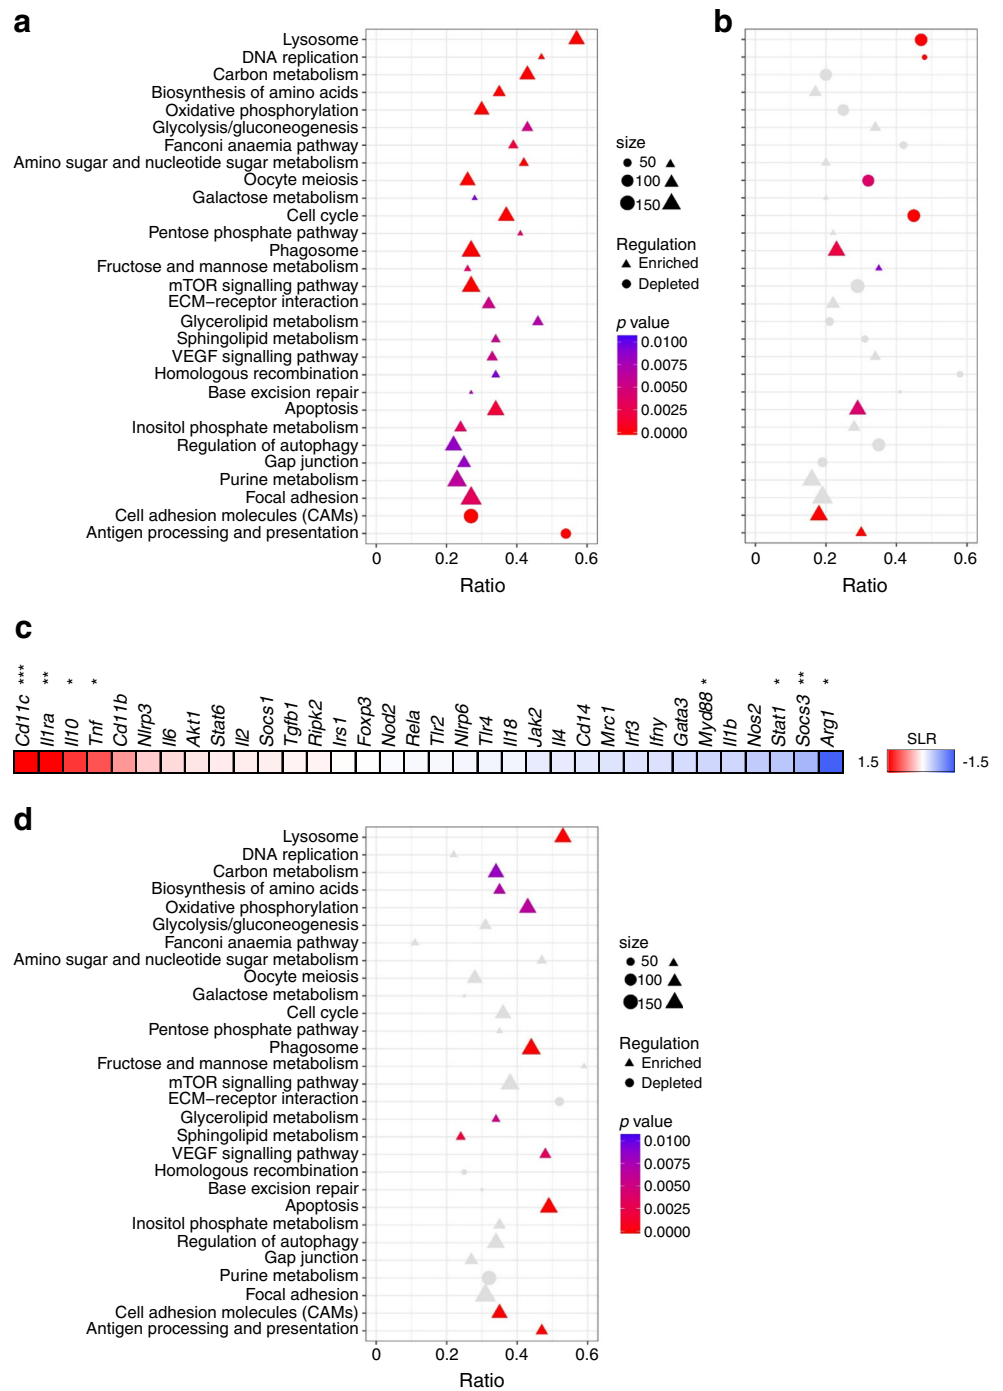 a
Lysosome
DNA replication
Carbon metabolism
Biosynthesis of amino acids
Oxidative phosphorylation
Glycolysis/gluconeogenesis
Fanconi anaemia pathway
Amino sugar and nucleotide sugar metabolism
Oocyte meiosis
Galactose metabolism
Cell cycle
Pentose phosphate pathway
Phagosome
Fructose and mannose metabolism
mTOR signalling pathway
ECM−receptor interaction
Glycerolipid metabolism
Sphingolipid metabolism
VEGF signalling pathway
Homologous recombination
Base excision repair
Apoptosis
Inositol phosphate metabolism
Regulation of autophagy
Gap junction
Purine metabolism
Focal adhesion
Cell adhesion molecules (CAMs)
Antigen processing and presentation
0 0.2 0.4 0.6
Ratio
size
50
100
150
Regulation
Enriched
Depleted
p value
0.0100
0.0075
0.0050
0.0025
0.0000
b
0 0.2 0.4 0.6
Ratio
c
*** ** * * * * ** *
Cd11c Il1ra Il10 Tnf Cd11b Nlrp3 Il6 Akt1 Stat6 Il2 Socs1 Tgfb1 Ripk2 Irs1 Foxp3 Nod2 Rela Tlr2 Nlrp6 Tlr4 Il18 Jak2 Il4 Cd14 Mrc1 Irf3 Ifnγ Gata3 Myd88 Il1b Nos2 Stat1 Socs3 Arg1
SLR
1.5 -1.5
d
Lysosome
DNA replication
Carbon metabolism
Biosynthesis of amino acids
Oxidative phosphorylation
Glycolysis/gluconeogenesis
Fanconi anaemia pathway
Amino sugar and nucleotide sugar metabolism
Oocyte meiosis
Galactose metabolism
Cell cycle
Pentose phosphate pathway
Phagosome
Fructose and mannose metabolism
mTOR signalling pathway
ECM−receptor interaction
Glycerolipid metabolism
Sphingolipid metabolism
VEGF signalling pathway
Homologous recombination
Base excision repair
Apoptosis
Inositol phosphate metabolism
Regulation of autophagy
Gap junction
Purine metabolism
Focal adhesion
Cell adhesion molecules (CAMs)
Antigen processing and presentation
0 0.2 0.4 0.6
Ratio
size
50
100
150
Regulation
Enriched
Depleted
p value
0.0100
0.0075
0.0050
0.0025
0.0000